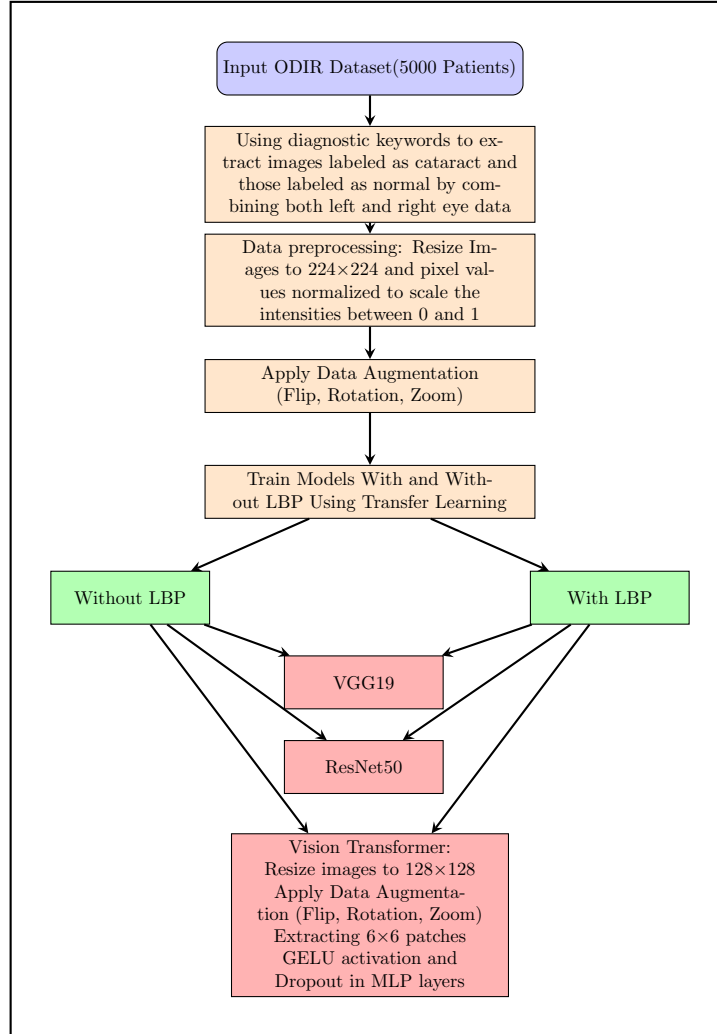 Input ODIR Dataset(5000 Patients)
Using diagnostic keywords to ex-
tract images labeled as cataract and
those labeled as normal by com-
bining both left and right eye data
Data preprocessing: Resize Im-
ages to 224×224 and pixel val-
ues normalized to scale the
intensities between 0 and 1
Apply Data Augmentation
(Flip, Rotation, Zoom)
Train Models With and With-
out LBP Using Transfer Learning
Without LBP
With LBP
VGG19
ResNet50
Vision Transformer:
Resize images to 128×128
Apply Data Augmenta-
tion (Flip, Rotation, Zoom)
Extracting 6×6 patches
GELU activation and
Dropout in MLP layers